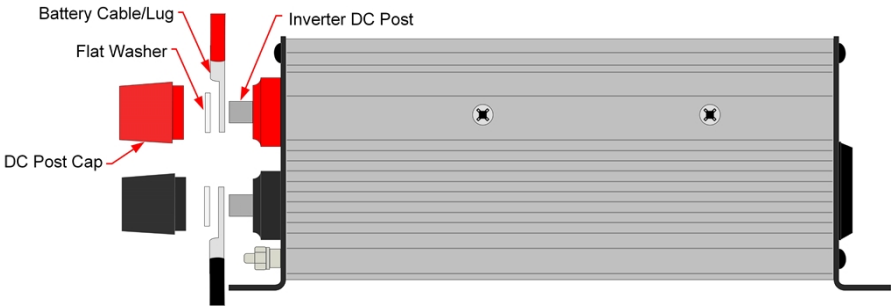 Battery Cable/Lug
Inverter DC Post
Flat Washer
DC Post Cap